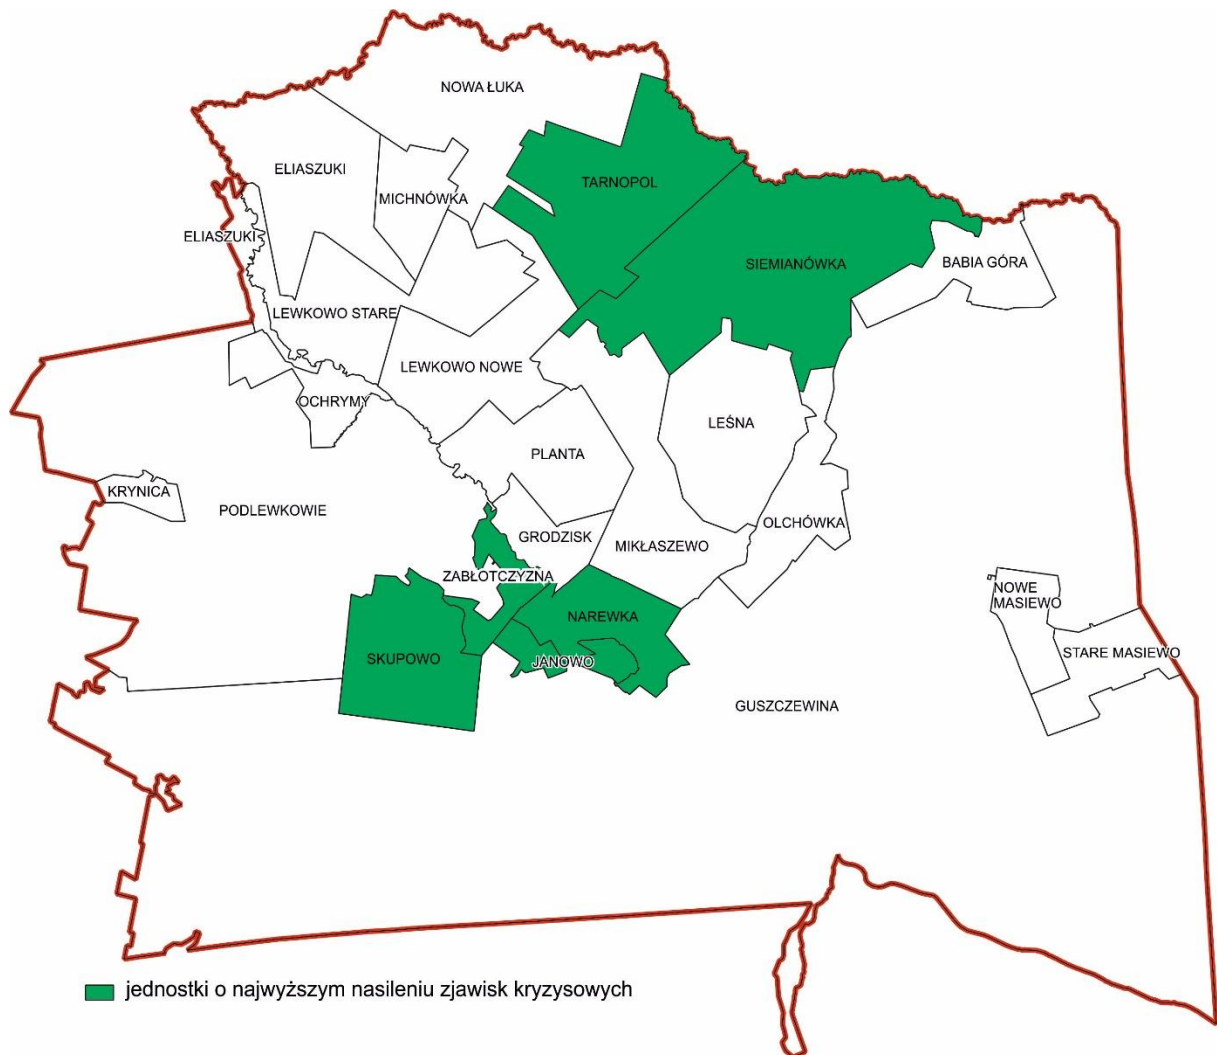 NOWA ŁUKA
ELIASZUKI
TARNOPOL
MICHNÓWKA
ELIASZUKI
SIEMIANÓWKA
BABIA GÓRA
LEWKOWO STARE
LEWKOWO NOWE
OCHRYMY
LEŚNA
PLANTA
KRYNICA
PODLEWKOWIE
OLCHÓWKA
GRODZISK
MIKŁASZEWO
ZABŁOTCZYZNA
NOWE
MASIEWO
NAREWKA
STARE MASIEWO
SKUPOWO
JANOWO
GUSZCZEWINA
jednostki o najwyższym nasileniu zjawisk kryzysowych